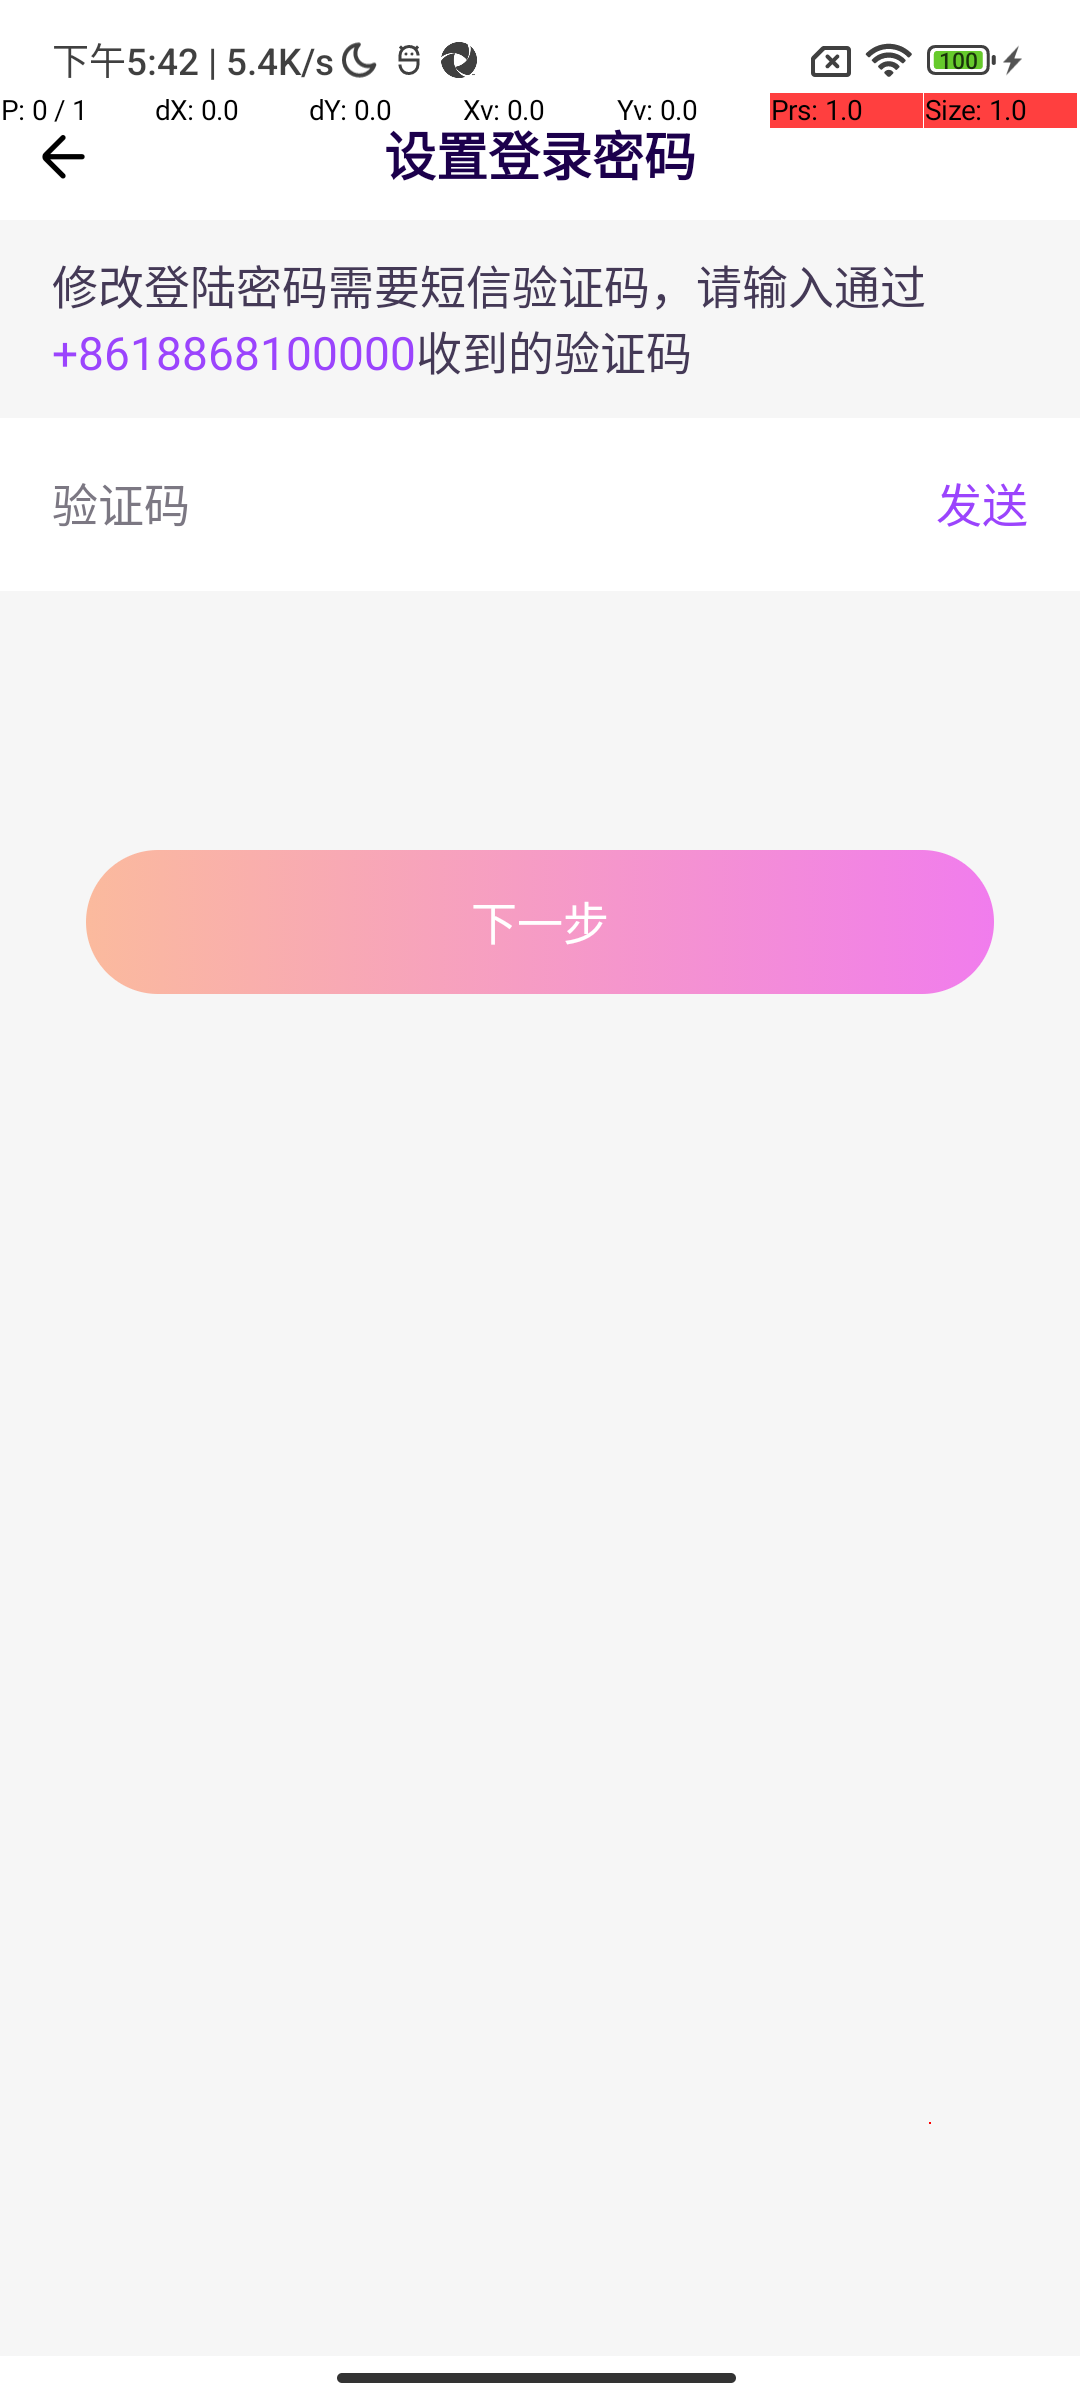 下午5:42 | 5.4K/s
100
P: 0 / 1 dX: 0.0 dY: 0.0 Xv: 0.0 Yv: 0.0 Prs: 1.0 Size: 1.0
设置登录密码
修改登陆密码需要短信验证码，请输入通过
+8618868100000收到的验证码
验证码 发送
下一步